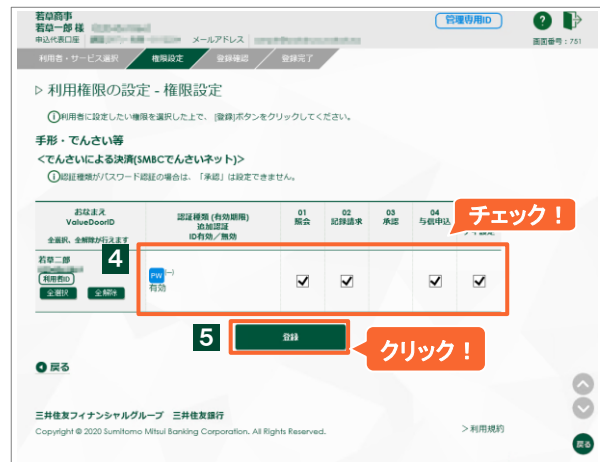 若草商事
若草一郎 様
管理専用ID
?
申込代表口座
メールアドレス
画面番号：751
利用者・サービス選択
権限設定
登録確認
登録完了
▷ 利用権限の設定 - 権限設定
利用者に設定したい権限を選択した上で、[登録]ボタンをクリックしてください。
手形・でんさい等
<でんさいによる決済(SMBCでんさいネット)>
認証種類がパスワード認証の場合は、「承認」は設定できません。
おなまえ
ValueDoorID
全選択、全解除が行えます
認証種類 (有効期限)
追加認証
ID有効／無効
01
照会
02
記録請求
03
承認
04
与信申込
チェック！
若草二郎
利用者ID
全選択
全解除
4
PW (-)
有効
5
登録
クリック！
戻る
三井住友フィナンシャルグループ 三井住友銀行
Copyright © 2020 Sumitomo Mitsui Banking Corporation. All Rights Reserved.
＞利用規約
戻る